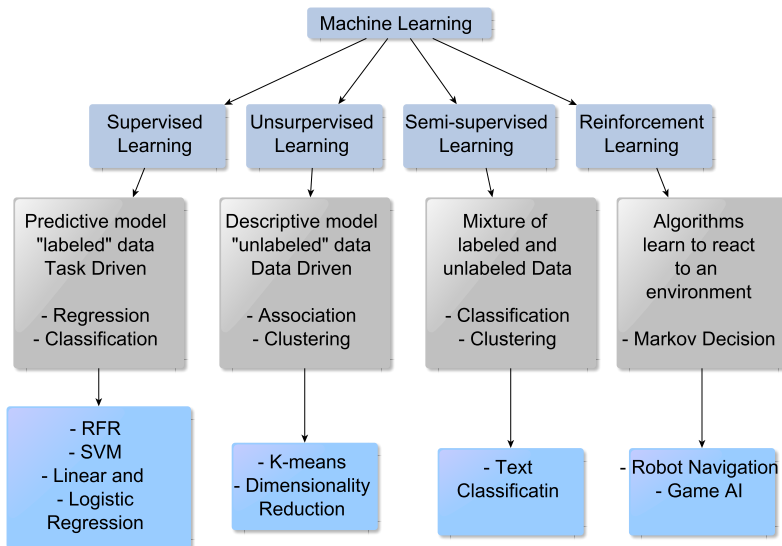 Machine Learning
Supervised
Learning
Unsurpervised
Learning
Semi-supervised
Learning
Reinforcement
Learning
Predictive model
"labeled" data
Task Driven
- Regression
- Classification
Descriptive model
"unlabeled" data
Data Driven
- Association
- Clustering
Mixture of
labeled and
unlabeled Data
- Classification
- Clustering
Algorithms
learn to react
to an
environment
- Markov Decision
- RFR
- SVM
- Linear and
- Logistic
Regression
- K-means
- Dimensionality
Reduction
- Text
Classificatin
- Robot Navigation
- Game AI